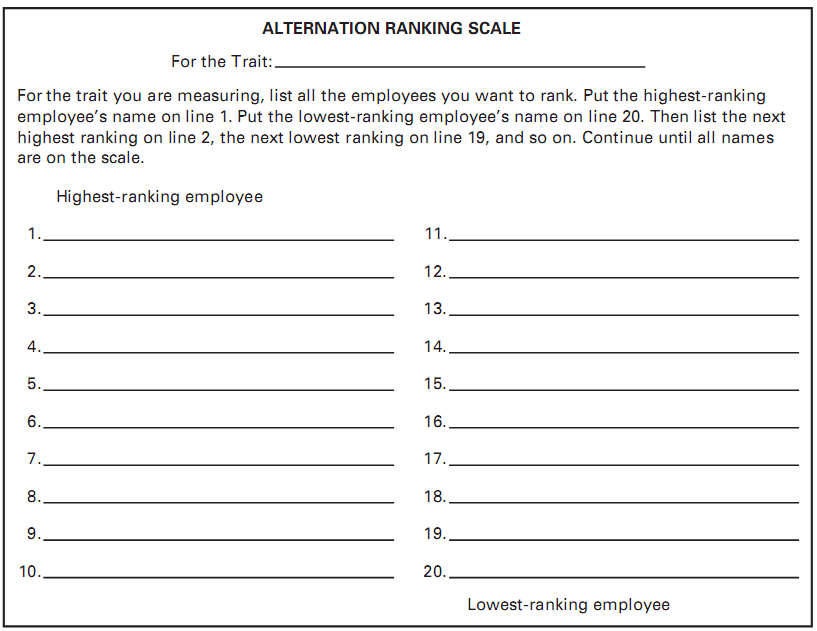 ALTERNATION RANKING SCALE
For the Trait:
For the trait you are measuring, list all the employees you want to rank. Put the highest-ranking
employee’s name on line 1. Put the lowest-ranking employee’s name on line 20. Then list the next
highest ranking on line 2, the next lowest ranking on line 19, and so on. Continue until all names
are on the scale.
Highest-ranking employee
1.
2.
3.
4.
5.
6.
7.
8.
9.
10.
11.
12.
13.
14.
15.
16.
17.
18.
19.
20.
Lowest-ranking employee